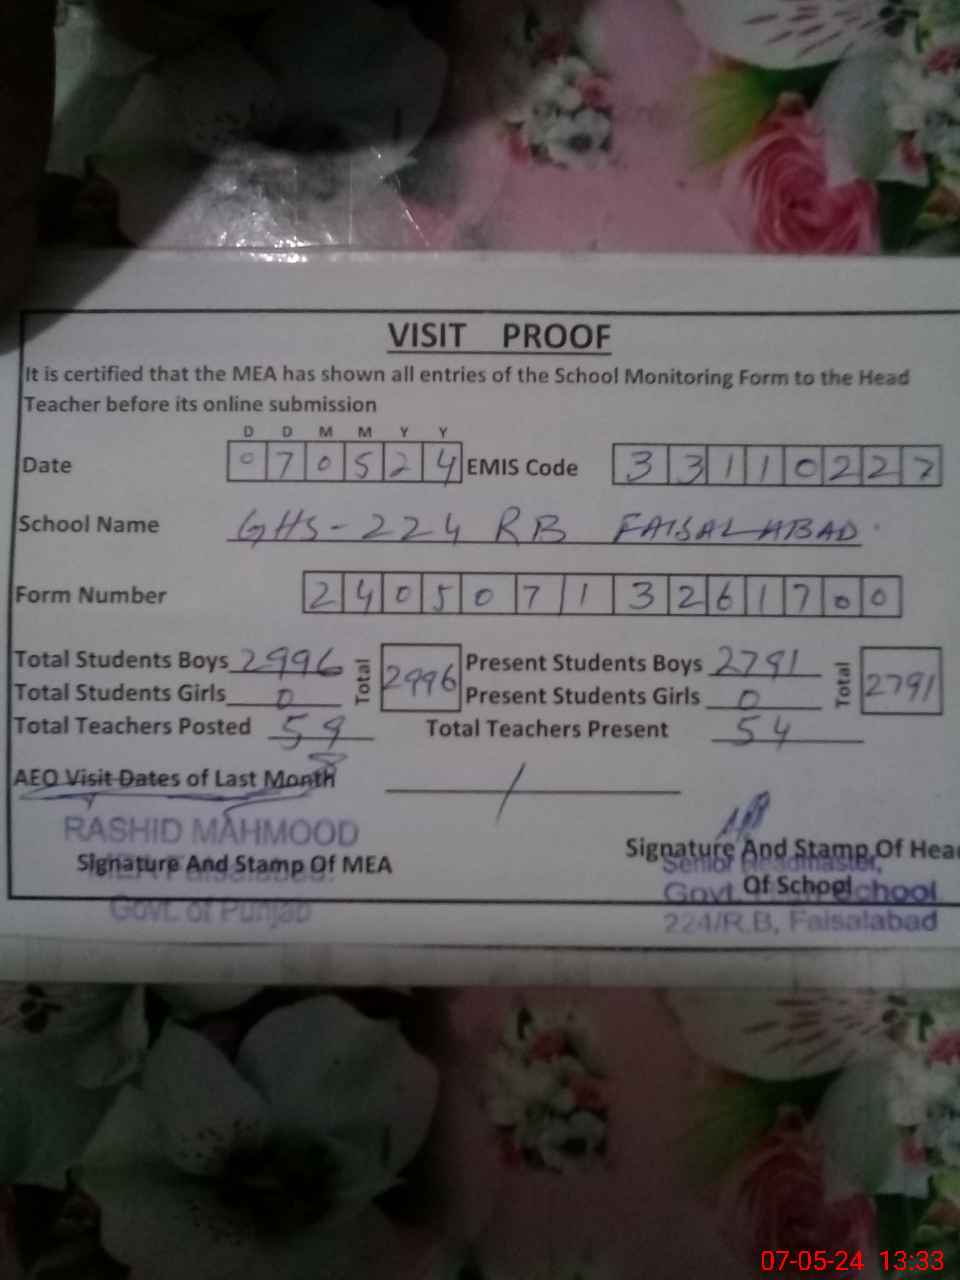 VISIT PROOF
It is certified that the MEA has shown all entries of the School Monitoring Form to the Head
Teacher before its online submission
D D M M Y Y
Date 0 7 0 5 2 4 EMIS Code 3 3 1 1 0 2 2 7
School Name GHS-224 RB FAISALABAD
Form Number 2 4 0 5 0 7 1 3 2 6 1 7 0 0
Total Students Boys 2996 Total 2996 Present Students Boys 2791 Total 2791
Total Students Girls 0 Present Students Girls 0
Total Teachers Posted 59 Total Teachers Present 54
AEO Visit Dates of Last Month /
RASHID MAHMOOD
Signature And Stamp Of MEA Signature And Stamp Of Head
MEA Faisalabad. Senior Headmaster,
Of School
Govt. School
Govt. of Punjab 224/R.B, Faisalabad
07-05-24 13:33